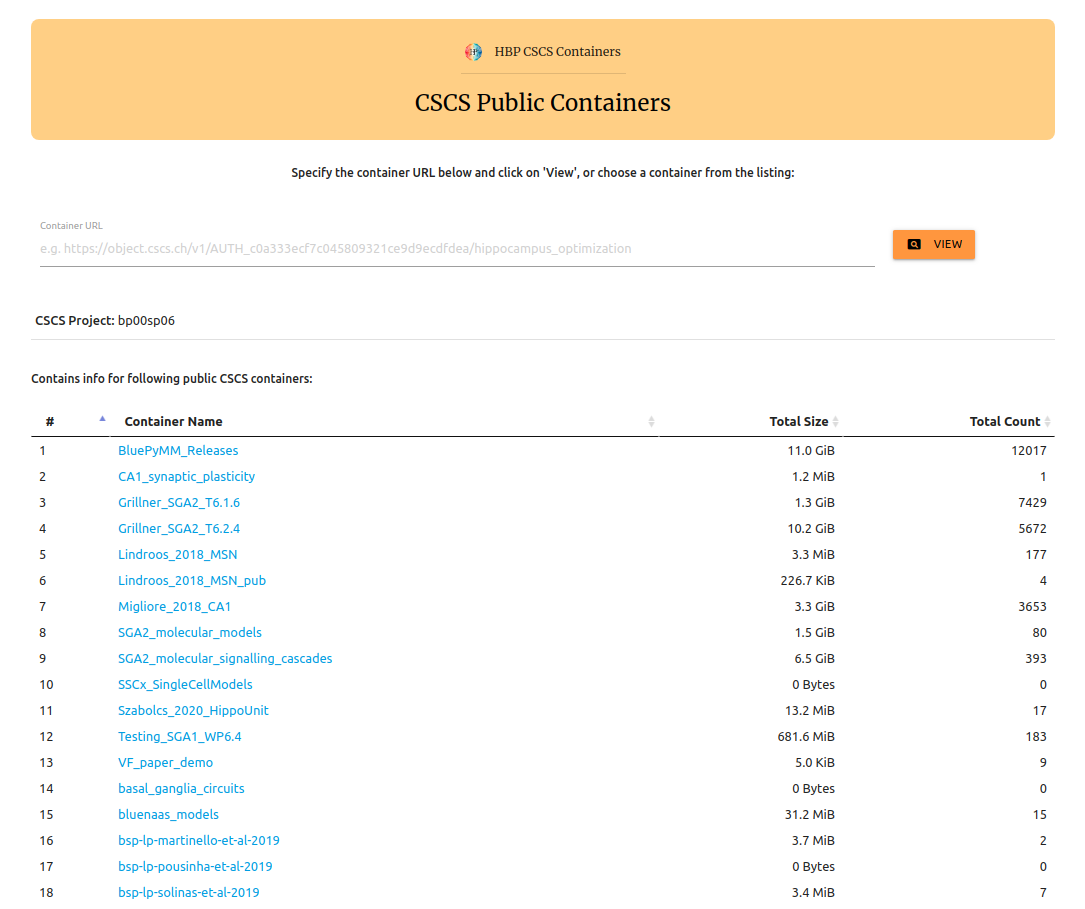 HBP CSCS Containers
CSCS Public Containers
Specify the container URL below and click on 'View', or choose a container from the listing:
Container URL
e.g. https://object.cscs.ch/v1/AUTH_c0a333ecf7c045809321ce9d9ecdfdea/hippocampus_optimization
VIEW
CSCS Project: bp00sp06
Contains info for following public CSCS containers:
# Container Name Total Size Total Count
1 BluePyMM_Releases 11.0 GiB 12017
2 CA1_synaptic_plasticity 1.2 MiB 1
3 Grillner_SGA2_T6.1.6 1.3 GiB 7429
4 Grillner_SGA2_T6.2.4 10.2 GiB 5672
5 Lindroos_2018_MSN 3.3 MiB 177
6 Lindroos_2018_MSN_pub 226.7 KiB 4
7 Migliore_2018_CA1 3.3 GiB 3653
8 SGA2_molecular_models 1.5 GiB 80
9 SGA2_molecular_signalling_cascades 6.5 GiB 393
10 SSCx_SingleCellModels 0 Bytes 0
11 Szabolcs_2020_HippoUnit 13.2 MiB 17
12 Testing_SGA1_WP6.4 681.6 MiB 183
13 VF_paper_demo 5.0 KiB 9
14 basal_ganglia_circuits 0 Bytes 0
15 bluenaas_models 31.2 MiB 15
16 bsp-lp-martinello-et-al-2019 3.7 MiB 2
17 bsp-lp-pousinha-et-al-2019 0 Bytes 0
18 bsp-lp-solinas-et-al-2019 3.4 MiB 7